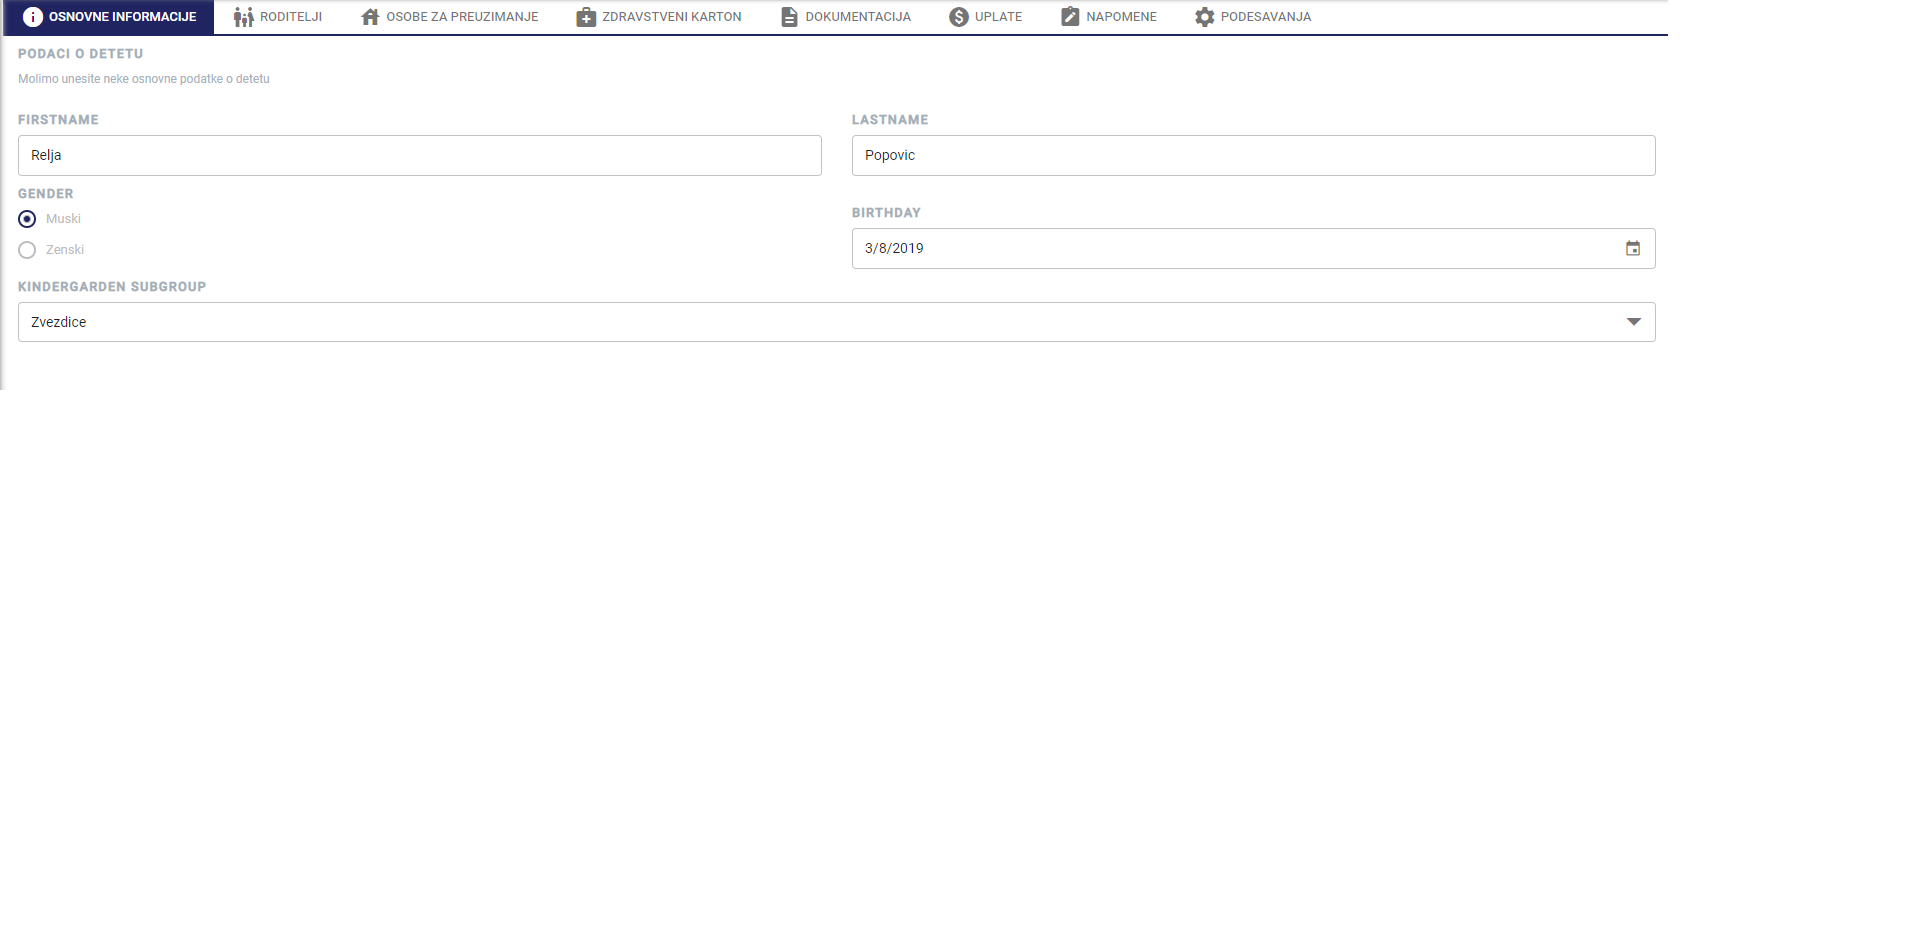 OSNOVNE INFORMACIJE RODITELJI OSOBE ZA PREUZIMANJE ZDRAVSTVENI KARTON DOKUMENTACIJA UPLATE NAPOMENE PODESAVANJA
PODACI O DETETU
Molimo unesite neke osnovne podatke o detetu
FIRSTNAME LASTNAME
Relja Popovic
GENDER
Muski
BIRTHDAY
Zenski
3/8/2019
KINDERGARDEN SUBGROUP
Zvezdice